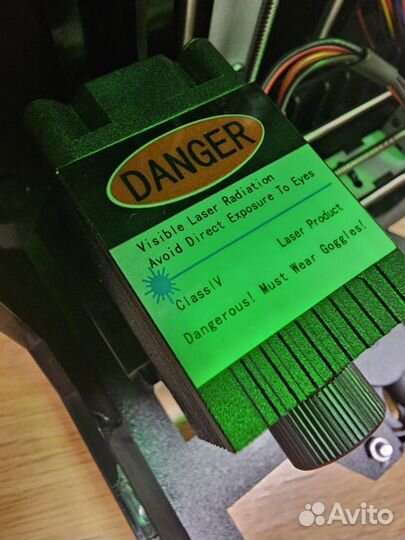 DANGER
Visible Laser Radiation
Avoid Direct Exposure To Eyes
ClassIV Laser Product
Dangerous! Must Wear Goggles!
Avito